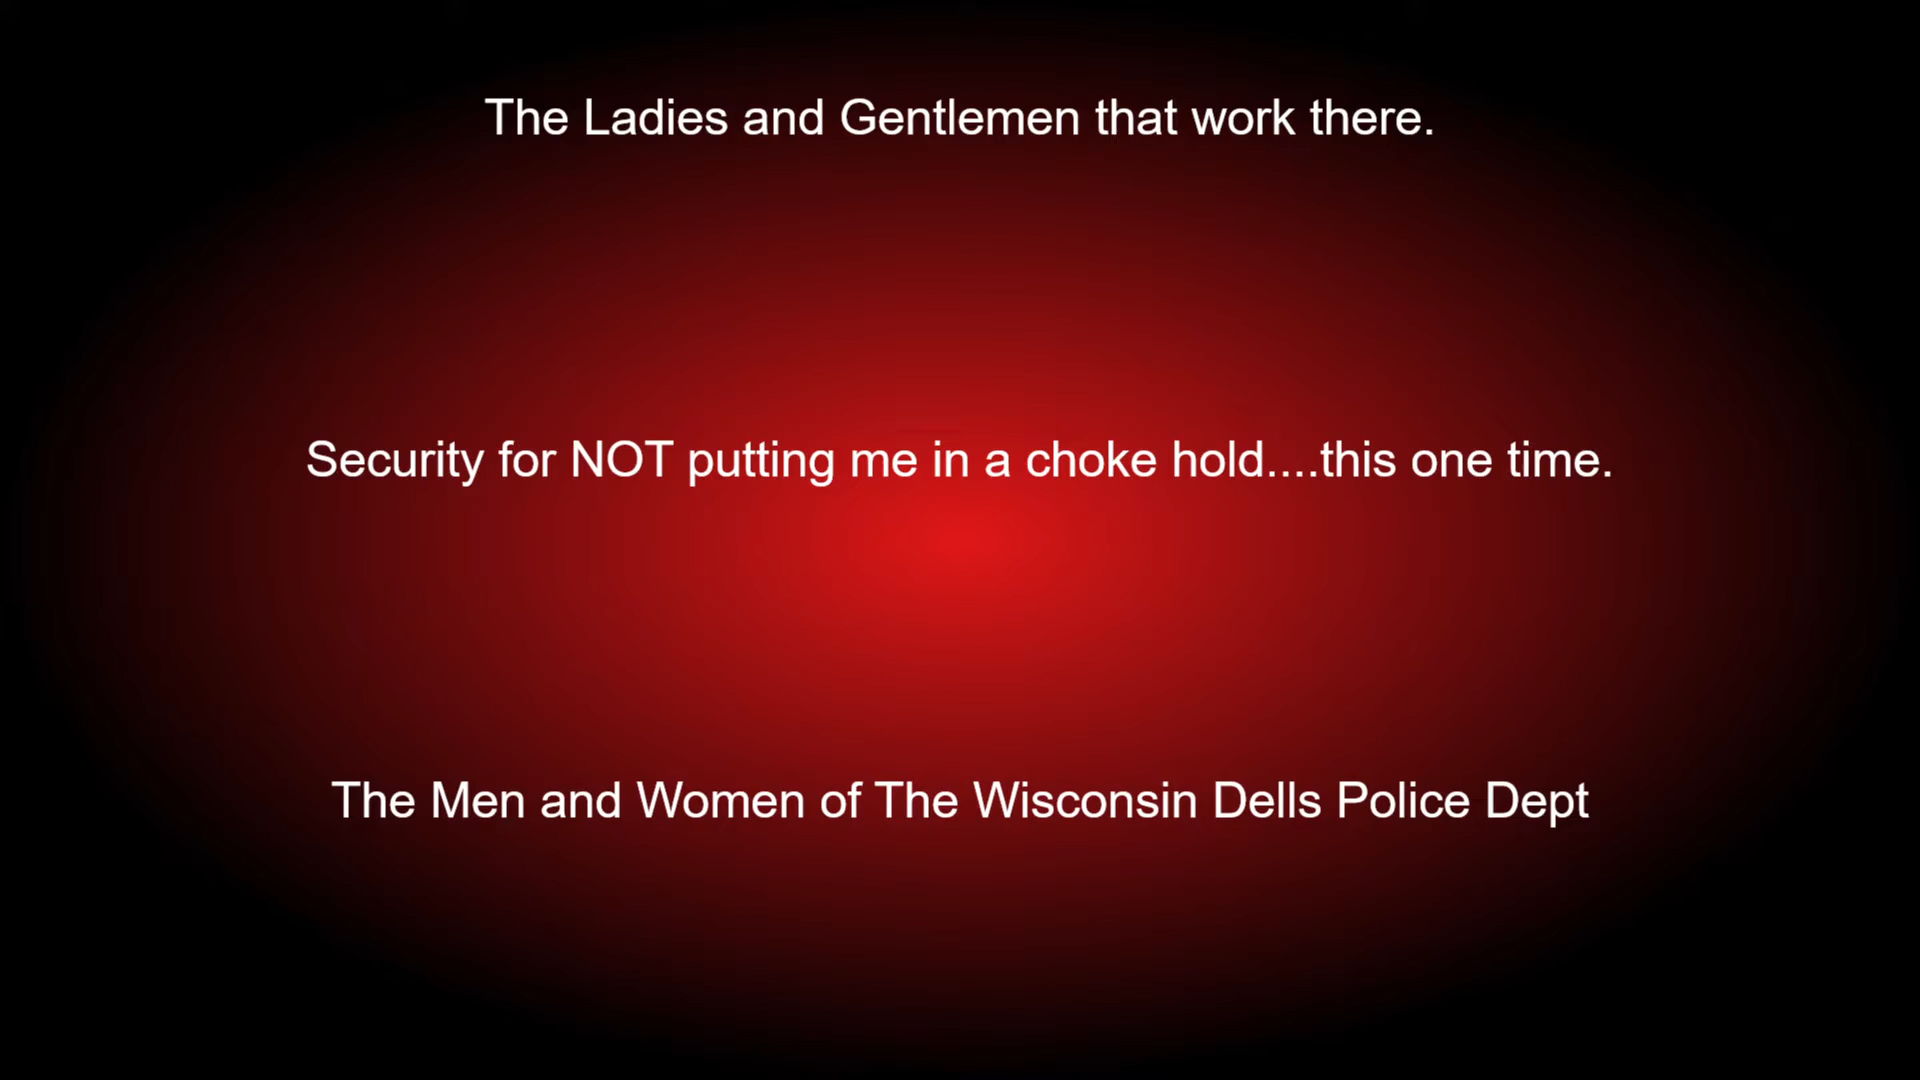 The Ladies and Gentlemen that work there.
Security for NOT putting me in a choke hold....this one time.
The Men and Women of The Wisconsin Dells Police Dept